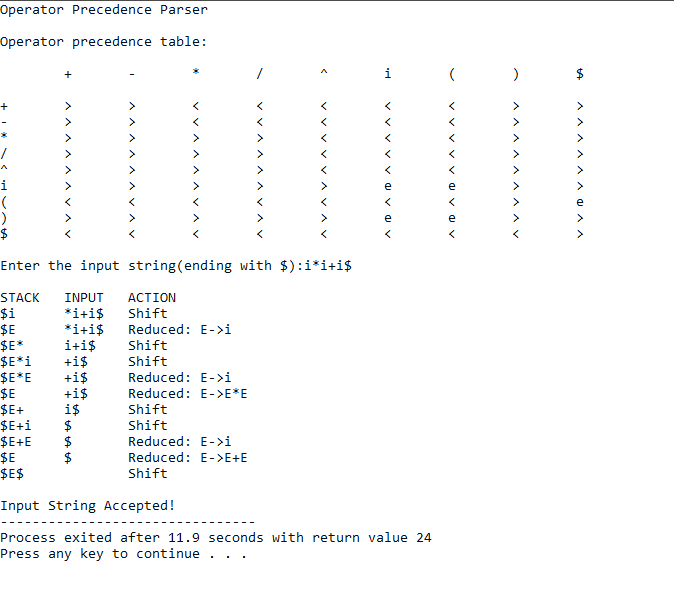 Operator Precedence Parser
Operator precedence table:
+ - * / ^ i ( ) $
+ > > < < < < < > >
- > > < < < < < > >
* > > > > < < < > >
/ > > > > < < < > >
^ > > > > < < < > >
i > > > > > e e > >
( < < < < < < < > e
) > > > > > e e > >
$ < < < < < < < < >
Enter the input string(ending with $):i*i+i$
STACK INPUT ACTION
$i *i+i$ Shift
$E *i+i$ Reduced: E->i
$E* i+i$ Shift
$E*i +i$ Shift
$E*E +i$ Reduced: E->i
$E +i$ Reduced: E->E*E
$E+ i$ Shift
$E+i $ Shift
$E+E $ Reduced: E->i
$E $ Reduced: E->E+E
$E$ Shift
Input String Accepted!
--------------------------------
Process exited after 11.9 seconds with return value 24
Press any key to continue . . .